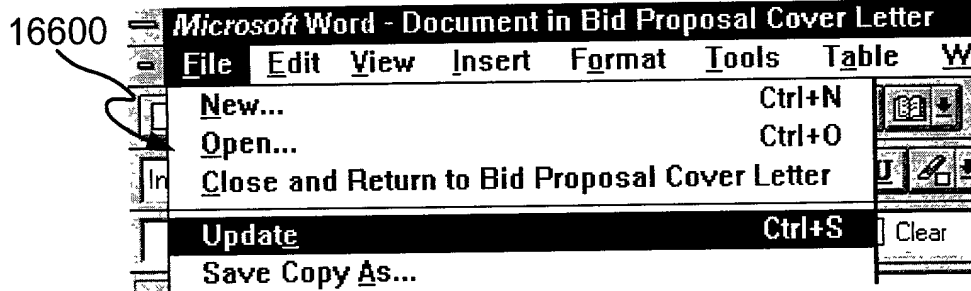 16600
Microsoft Word - Document in Bid Proposal Cover Letter
File Edit View Insert Format Tools Table W
New... Ctrl+N
Open... Ctrl+O
In Close and Return to Bid Proposal Cover Letter U
Update Ctrl+S Clear
Save Copy As...